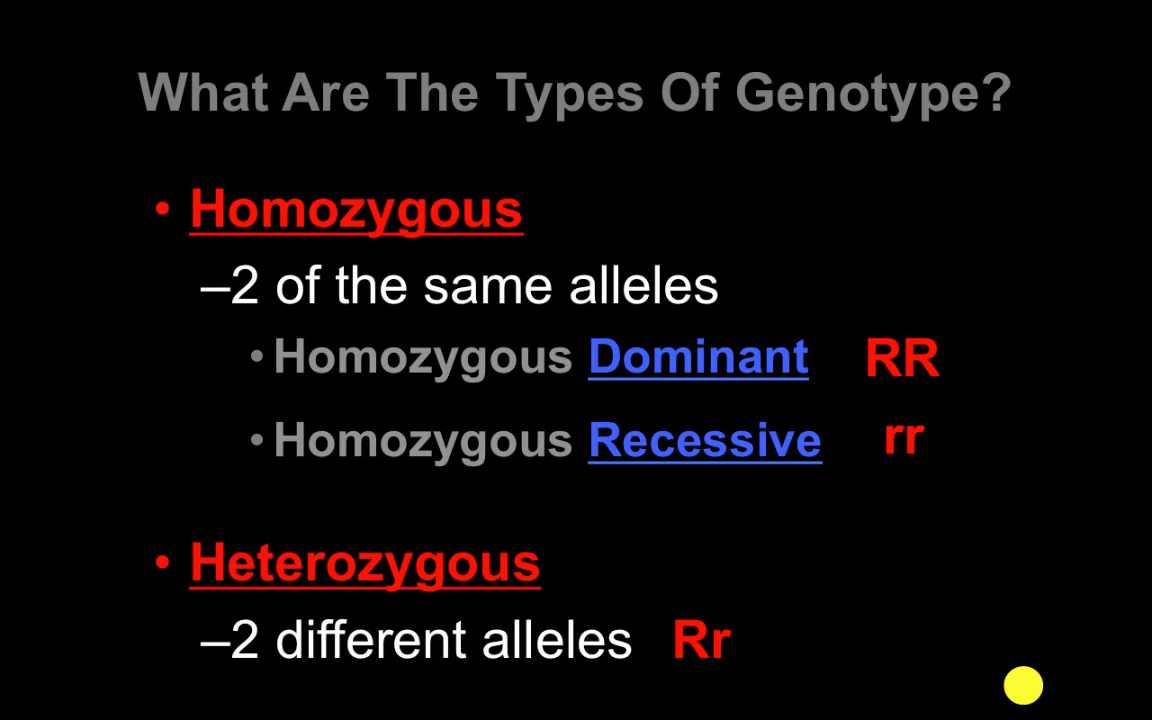 What Are The Types Of Genotype?
• Homozygous
–2 of the same alleles
• Homozygous Dominant RR
• Homozygous Recessive rr
• Heterozygous
–2 different alleles Rr